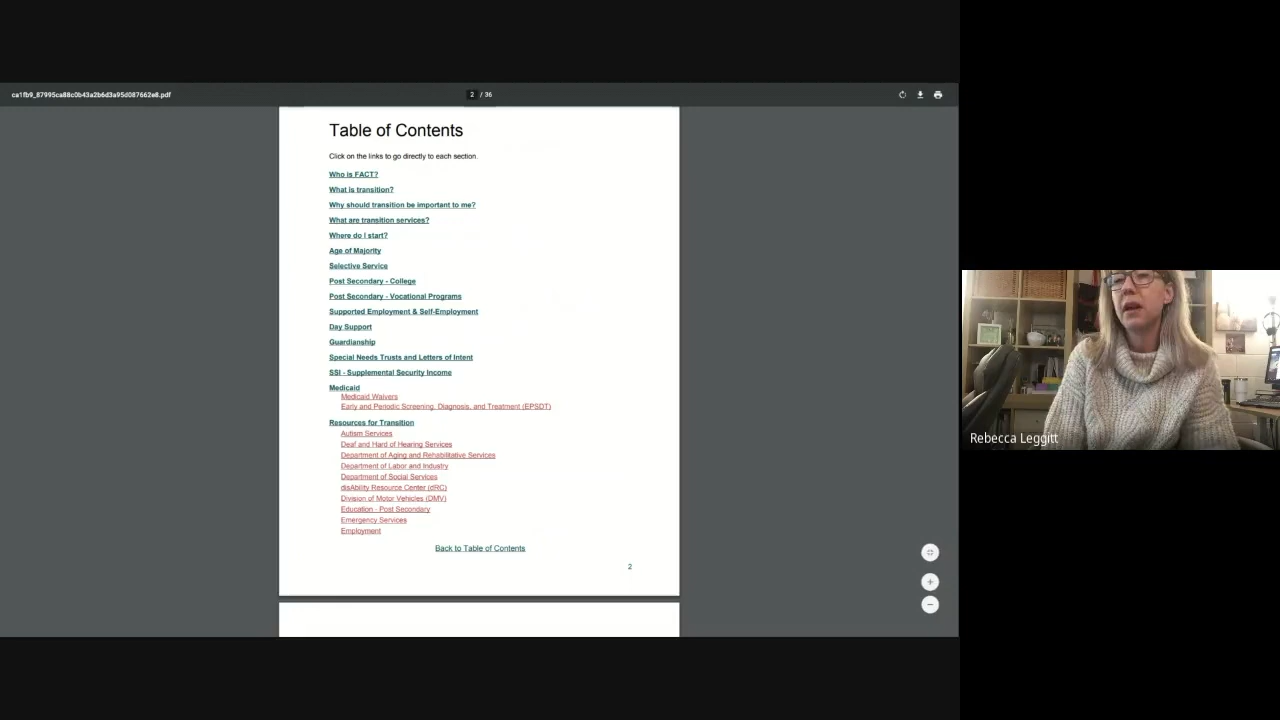 ca1fb9_87995ca88c0b43a2b6d3a95d087662e8.pdf
2 / 36
Table of Contents
Click on the links to go directly to each section.
Who is FACT?
What is transition?
Why should transition be important to me?
What are transition services?
Where do I start?
Age of Majority
Selective Service
Post Secondary - College
Post Secondary - Vocational Programs
Supported Employment & Self-Employment
Day Support
Guardianship
Special Needs Trusts and Letters of Intent
SSI - Supplemental Security Income
Medicaid
Medicaid Waivers
Early and Periodic Screening, Diagnosis, and Treatment (EPSDT)
Resources for Transition
Autism Services
Deaf and Hard of Hearing Services
Department of Aging and Rehabilitative Services
Department of Labor and Industry
Department of Social Services
disAbility Resource Center (dRC)
Division of Motor Vehicles (DMV)
Education - Post Secondary
Emergency Services
Employment
Back to Table of Contents
2
Rebecca Leggitt